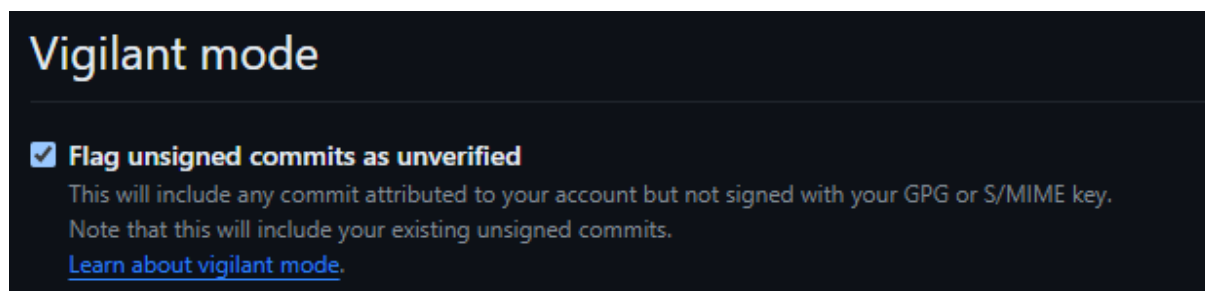 Vigilant mode
Flag unsigned commits as unverified
This will include any commit attributed to your account but not signed with your GPG or S/MIME key.
Note that this will include your existing unsigned commits.
Learn about vigilant mode.